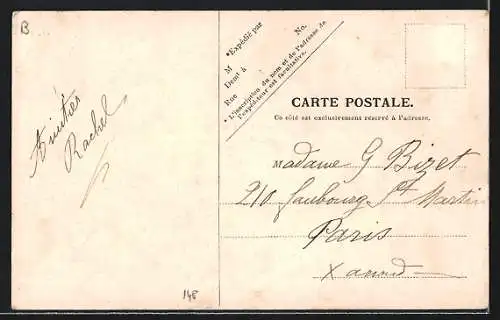 B
Amitiés
Rachel
148
*Expédié par
M No.
Demt à
Rue
* L'inscription du nom et de l'adresse de
l'expéditeur est facultative.
CARTE POSTALE.
Ce côté est exclusivement réservé à l'adresse.
Madame G Bizet
210 faubourg St Martin
Paris
X